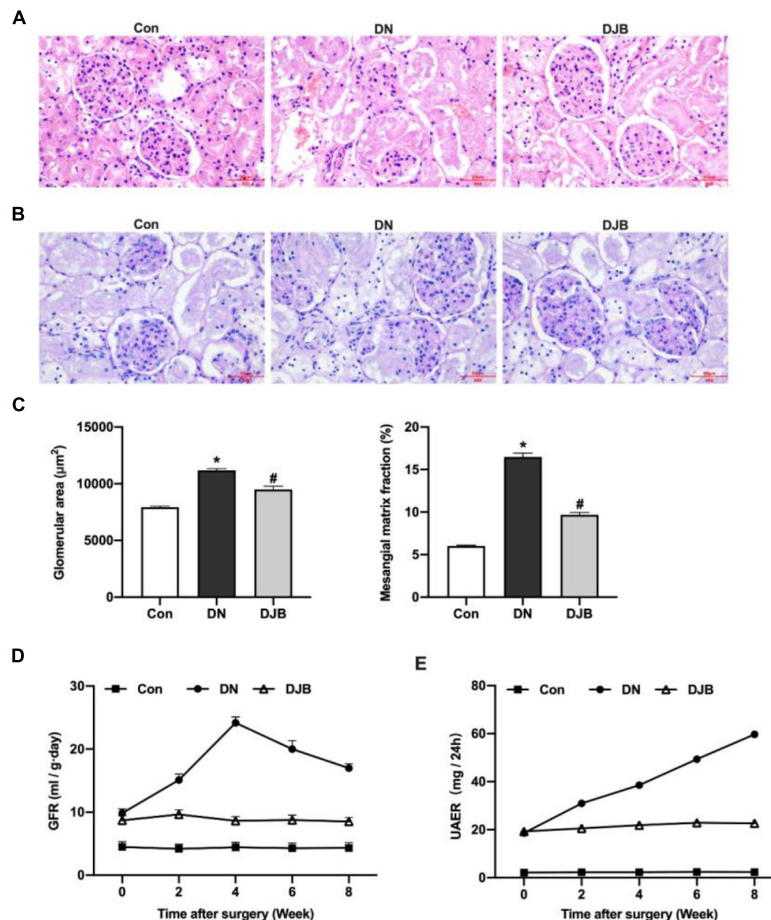 A
Con
DN
DJB
B
Con
DN
DJB
C
Glomerular area (μm²)
15000
10000
5000
0
*
#
Con
DN
DJB
Mesangial matrix fraction (%)
20
15
10
5
0
*
#
Con
DN
DJB
D
Con
DN
DJB
GFR (ml / g·day)
30
20
10
0
0
2
4
6
8
Time after surgery (Week)
E
Con
DN
DJB
UAER (mg / 24h)
80
60
40
20
0
0
2
4
6
8
Time after surgery (Week)